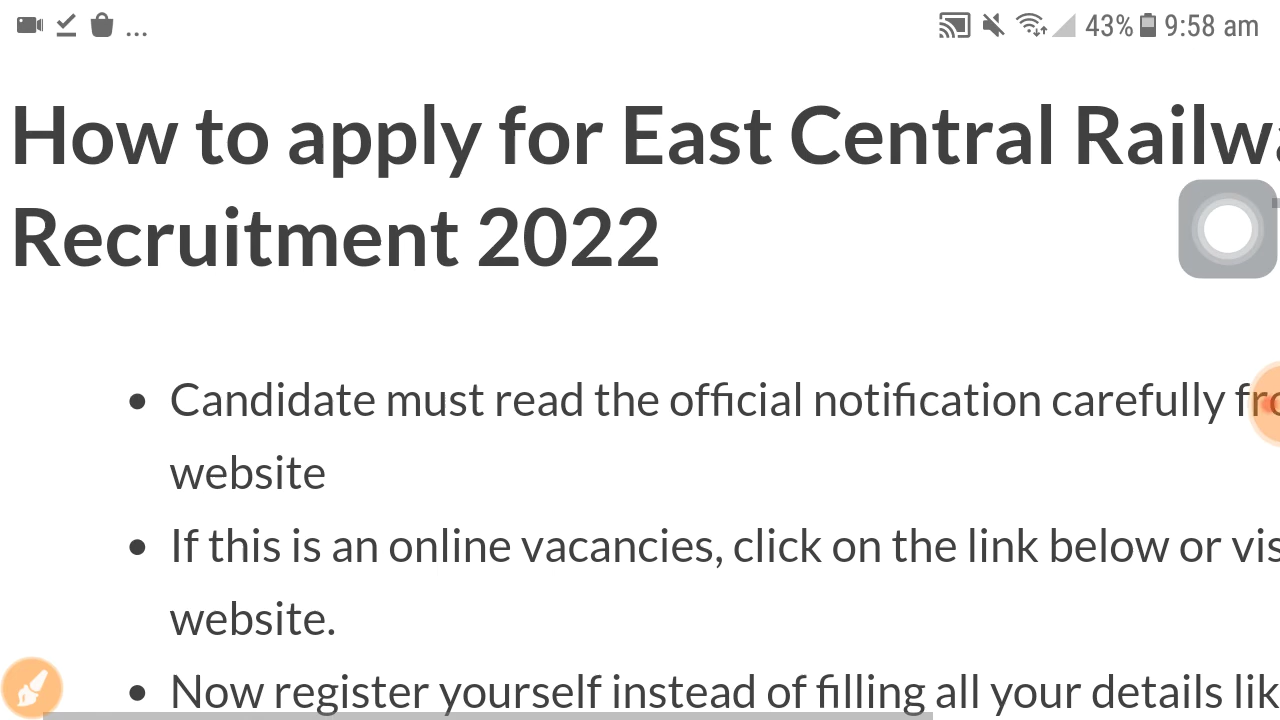 ... 43% 9:58 am
How to apply for East Central Railwa
Recruitment 2022
Candidate must read the official notification carefully fro
website
If this is an online vacancies, click on the link below or vis
website.
Now register yourself instead of filling all your details lik